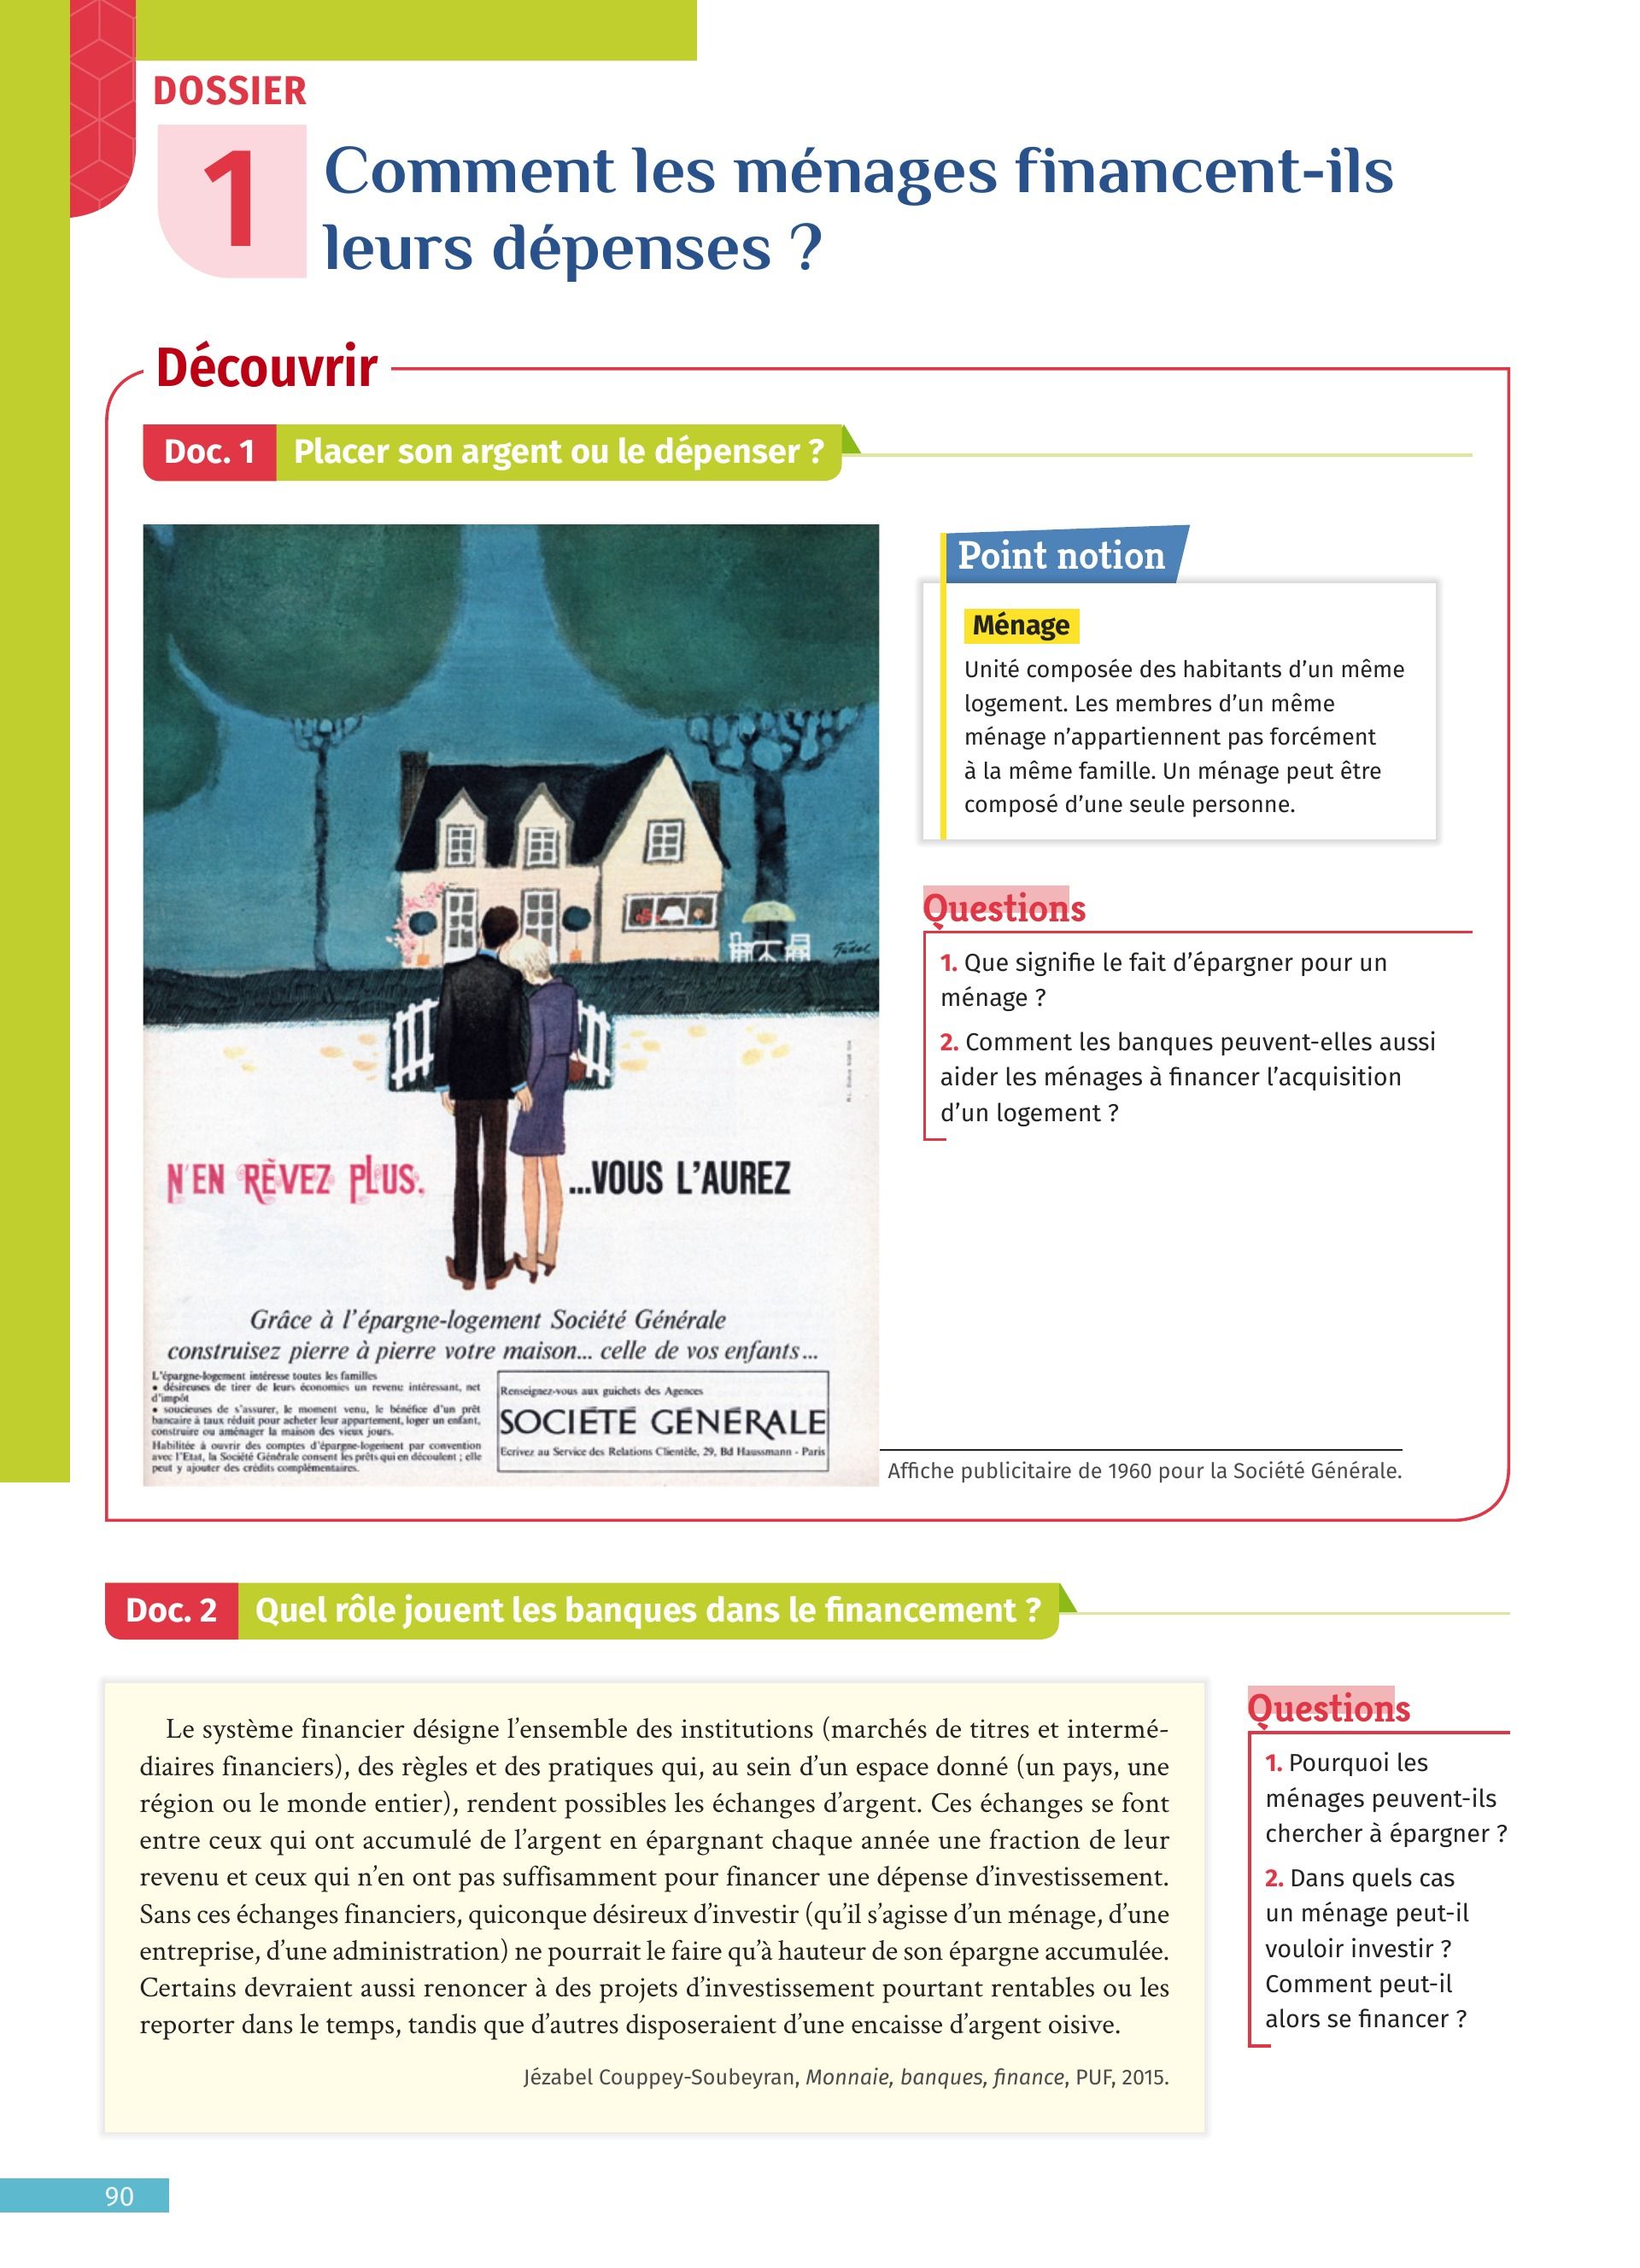 DOSSIER
1
Comment les ménages financent-ils
leurs dépenses ?
Découvrir
Doc. 1 Placer son argent ou le dépenser ?
N'EN RÊVEZ PLUS.
...VOUS L'AUREZ
Grâce à l'épargne-logement Société Générale
construisez pierre à pierre votre maison... celle de vos enfants...
L'épargne-logement intéresse toutes les familles
• désireuses de tirer de leurs économies un revenu intéressant, net
d'impôt
• soucieuses de s'assurer, le moment venu, le bénéfice d'un prêt
bancaire à taux réduit pour acheter leur appartement, loger un enfant,
construire ou aménager la maison des vieux jours.
Habilitée à ouvrir des comptes d'épargne-logement par convention
avec l'Etat, la Société Générale consent les prêts qui en découlent ; elle
peut y ajouter des crédits complémentaires.
Renseignez-vous aux guichets des Agences
SOCIÉTÉ GÉNÉRALE
Ecrivez au Service des Relations Clientèle, 29, Bd Haussmann - Paris
Affiche publicitaire de 1960 pour la Société Générale.
Point notion
Ménage
Unité composée des habitants d'un même
logement. Les membres d'un même
ménage n'appartiennent pas forcément
à la même famille. Un ménage peut être
composé d'une seule personne.
Questions
1. Que signifie le fait d'épargner pour un
ménage ?
2. Comment les banques peuvent-elles aussi
aider les ménages à financer l'acquisition
d'un logement ?
Doc. 2 Quel rôle jouent les banques dans le financement ?
Le système financier désigne l'ensemble des institutions (marchés de titres et intermé-
diaires financiers), des règles et des pratiques qui, au sein d'un espace donné (un pays, une
région ou le monde entier), rendent possibles les échanges d'argent. Ces échanges se font
entre ceux qui ont accumulé de l'argent en épargnant chaque année une fraction de leur
revenu et ceux qui n'en ont pas suffisamment pour financer une dépense d'investissement.
Sans ces échanges financiers, quiconque désireux d'investir (qu'il s'agisse d'un ménage, d'une
entreprise, d'une administration) ne pourrait le faire qu'à hauteur de son épargne accumulée.
Certains devraient aussi renoncer à des projets d'investissement pourtant rentables ou les
reporter dans le temps, tandis que d'autres disposeraient d'une encaisse d'argent oisive.
Jézabel Couppey-Soubeyran, Monnaie, banques, finance, PUF, 2015.
Questions
1. Pourquoi les
ménages peuvent-ils
chercher à épargner ?
2. Dans quels cas
un ménage peut-il
vouloir investir ?
Comment peut-il
alors se financer ?
90